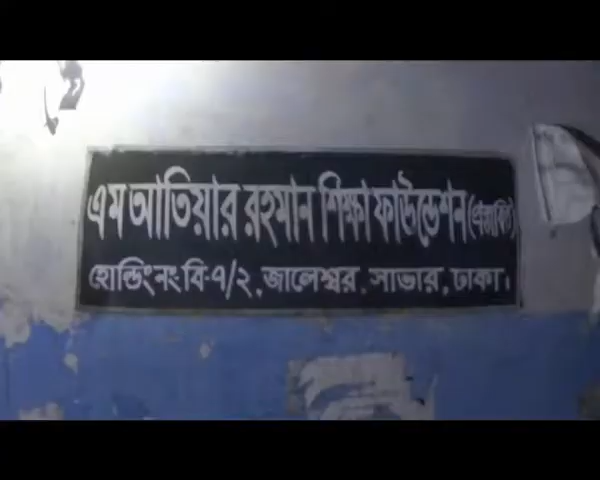 এম আতিয়ার রহমান শিক্ষা ফাউন্ডেশন
হোল্ডিং নং বি-৭/২, জালেশ্বর, সাভার, ঢাকা।